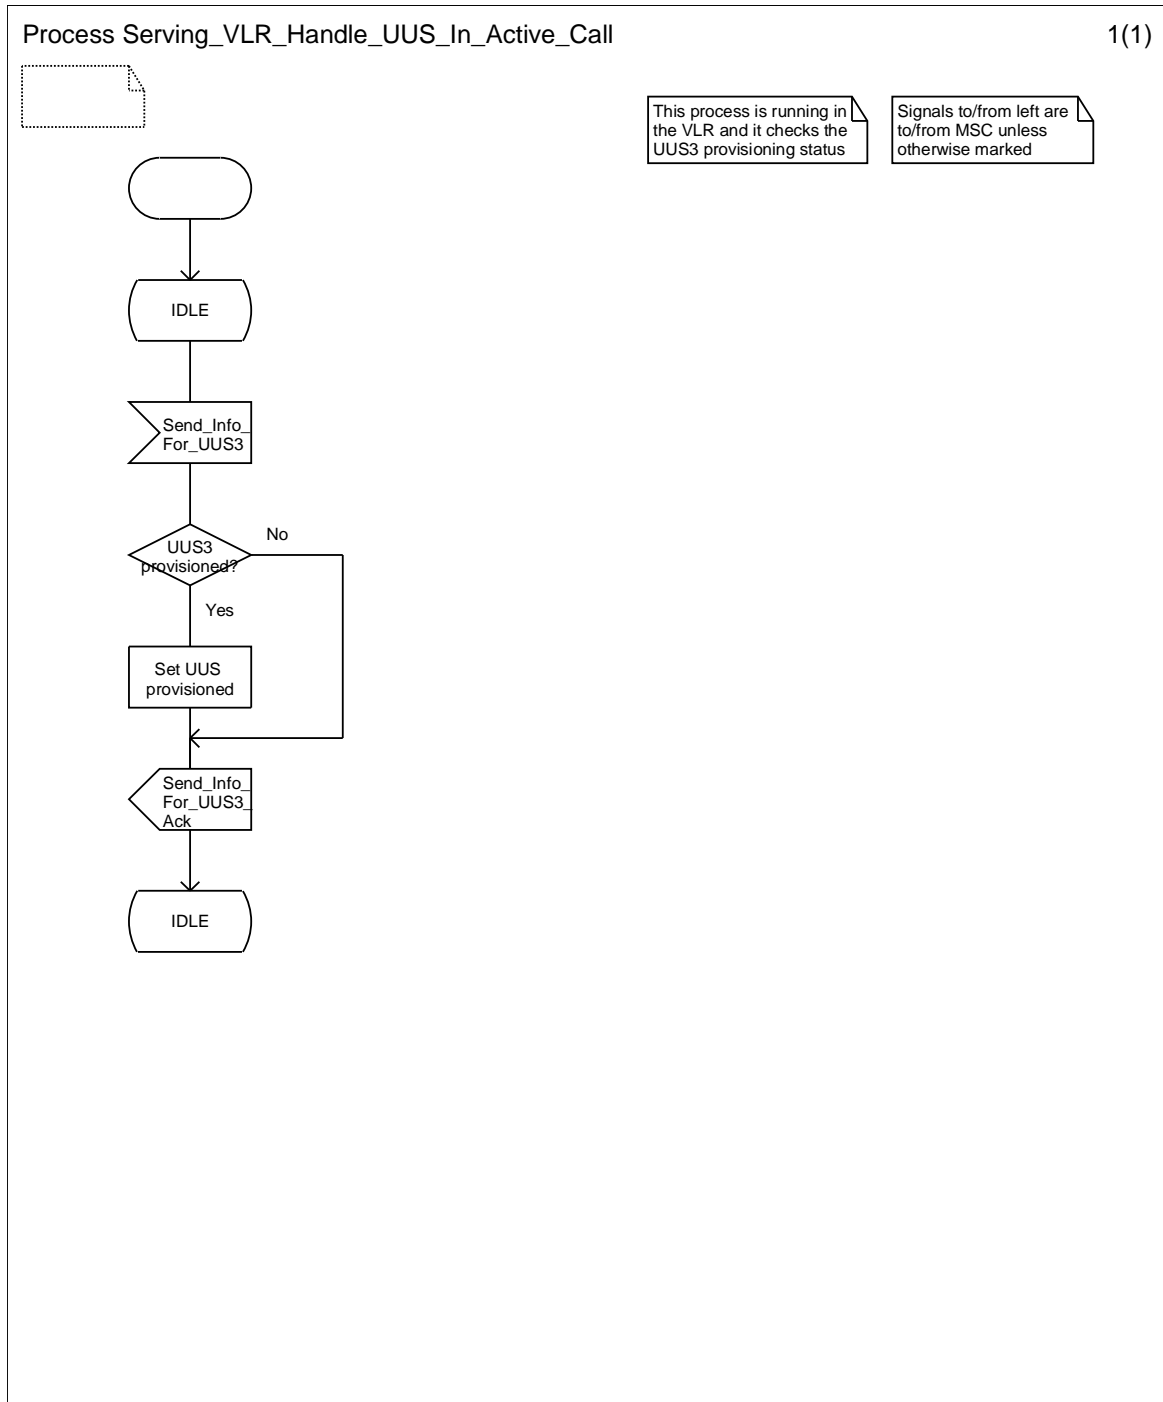 Process Serving_VLR_Handle_UUS_In_Active_Call
1(1)
This process is running in
the VLR and it checks the
UUS3 provisioning status
Signals to/from left are
to/from MSC unless
otherwise marked
IDLE
Send_Info_
For_UUS3
UUS3
provisioned?
No
Yes
Set UUS
provisioned
Send_Info_
For_UUS3_
Ack
IDLE